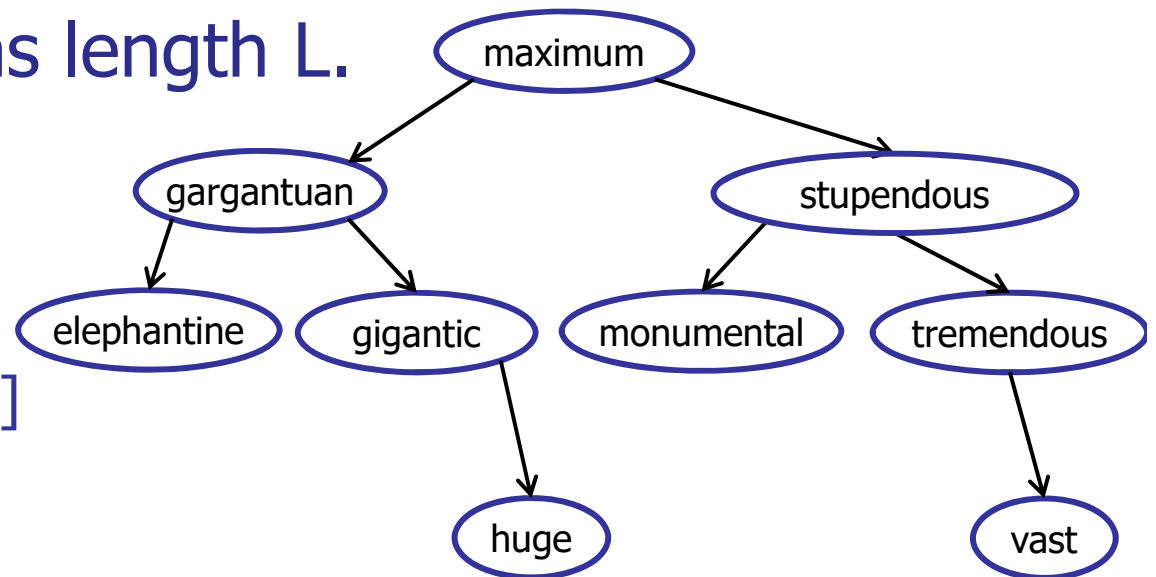 s length L.
maximum
gargantuan stupendous
elephantine gigantic monumental tremendous
]
huge vast